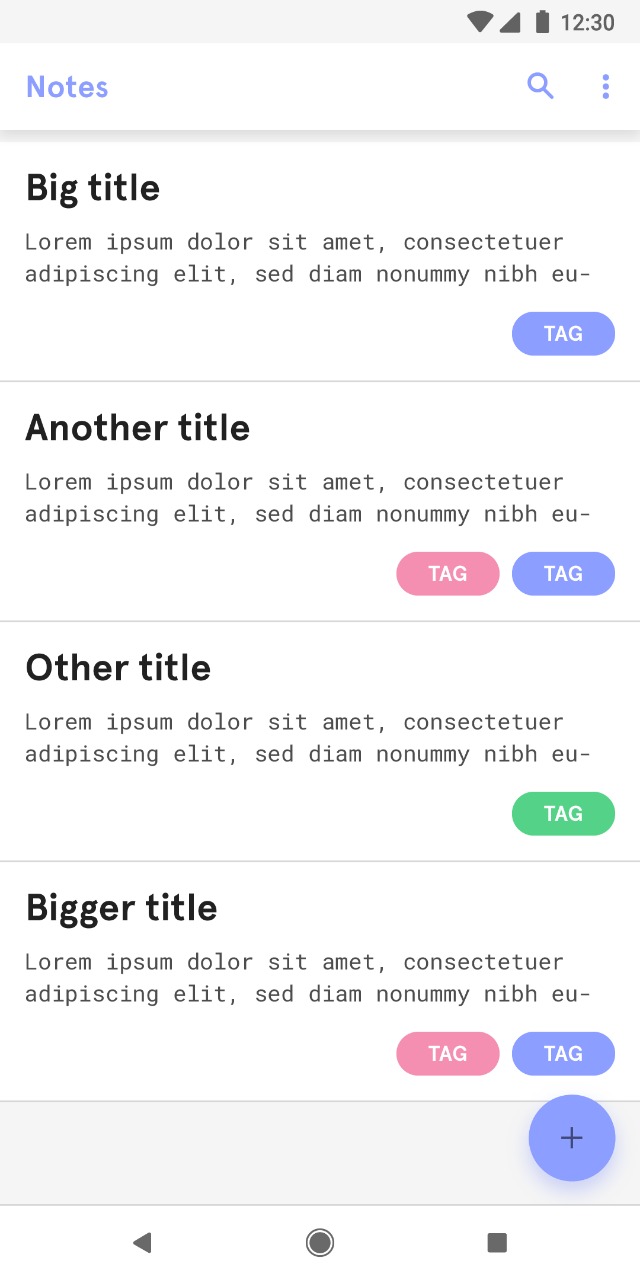 12:30
Notes
Big title
Lorem ipsum dolor sit amet, consectetuer
adipiscing elit, sed diam nonummy nibh eu-
TAG
Another title
Lorem ipsum dolor sit amet, consectetuer
adipiscing elit, sed diam nonummy nibh eu-
TAG TAG
Other title
Lorem ipsum dolor sit amet, consectetuer
adipiscing elit, sed diam nonummy nibh eu-
TAG
Bigger title
Lorem ipsum dolor sit amet, consectetuer
adipiscing elit, sed diam nonummy nibh eu-
TAG TAG